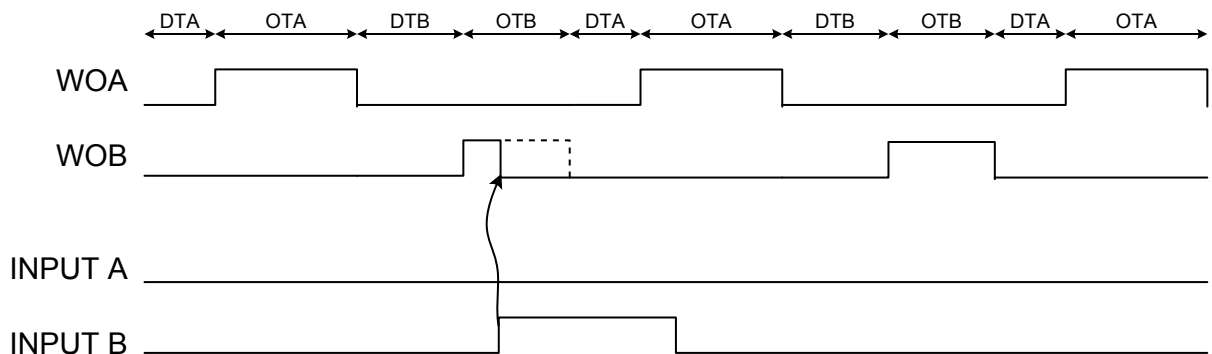 DTA OTA DTB OTB DTA OTA DTB OTB DTA OTA
WOA
WOB
INPUT A
INPUT B